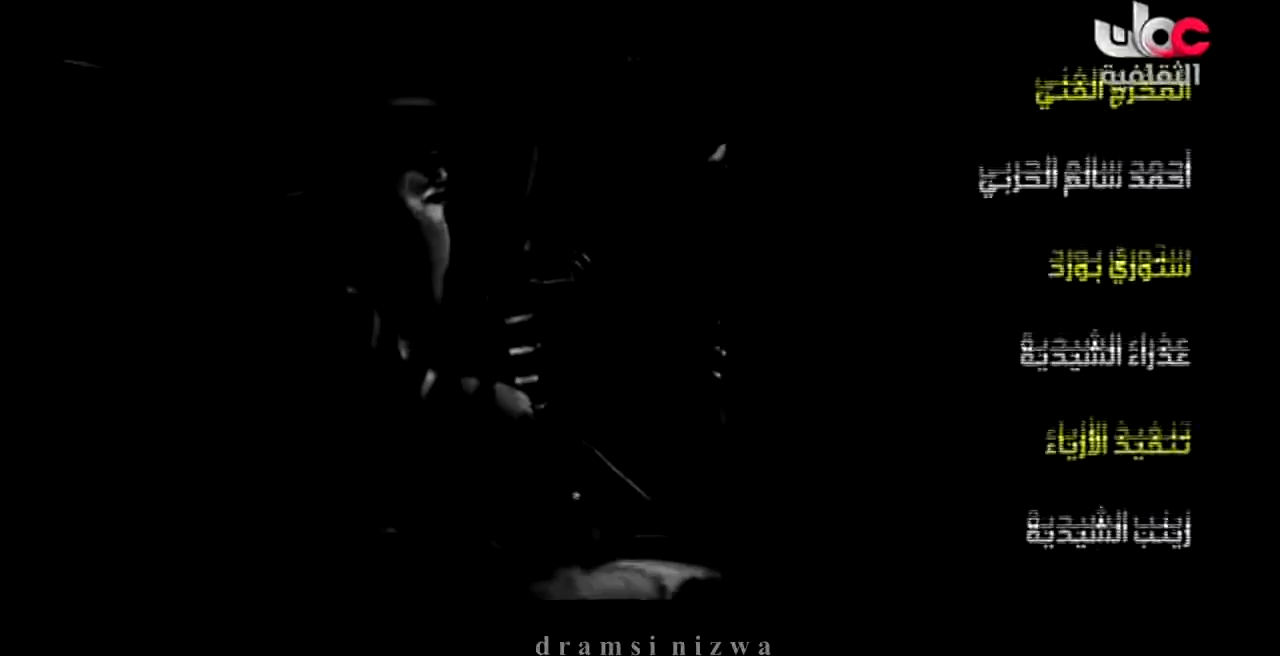 عمان
الثقافية
المخرج الفني
أحمد سالم الحربي
ستوري بورد
عذراء الشيدية
تنفيذ الأزياء
زينب الشيدية
dramsi nizwa